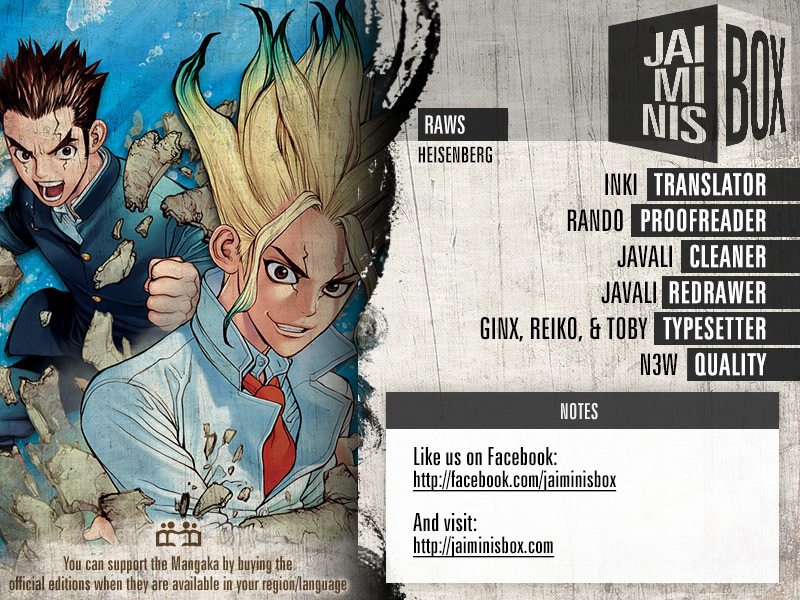 JAI
MI
NIS
BOX
RAWS
HEISENBERG
INKI TRANSLATOR
RANDO PROOFREADER
JAVALI CLEANER
JAVALI REDRAWER
GINX, REIKO, & TOBY TYPESETTER
N3W QUALITY
NOTES
Like us on Facebook:
http://facebook.com/jaiminisbox
And visit:
http://jaiminisbox.com
You can support the Mangaka by buying the
official editions when they are available in your region/language